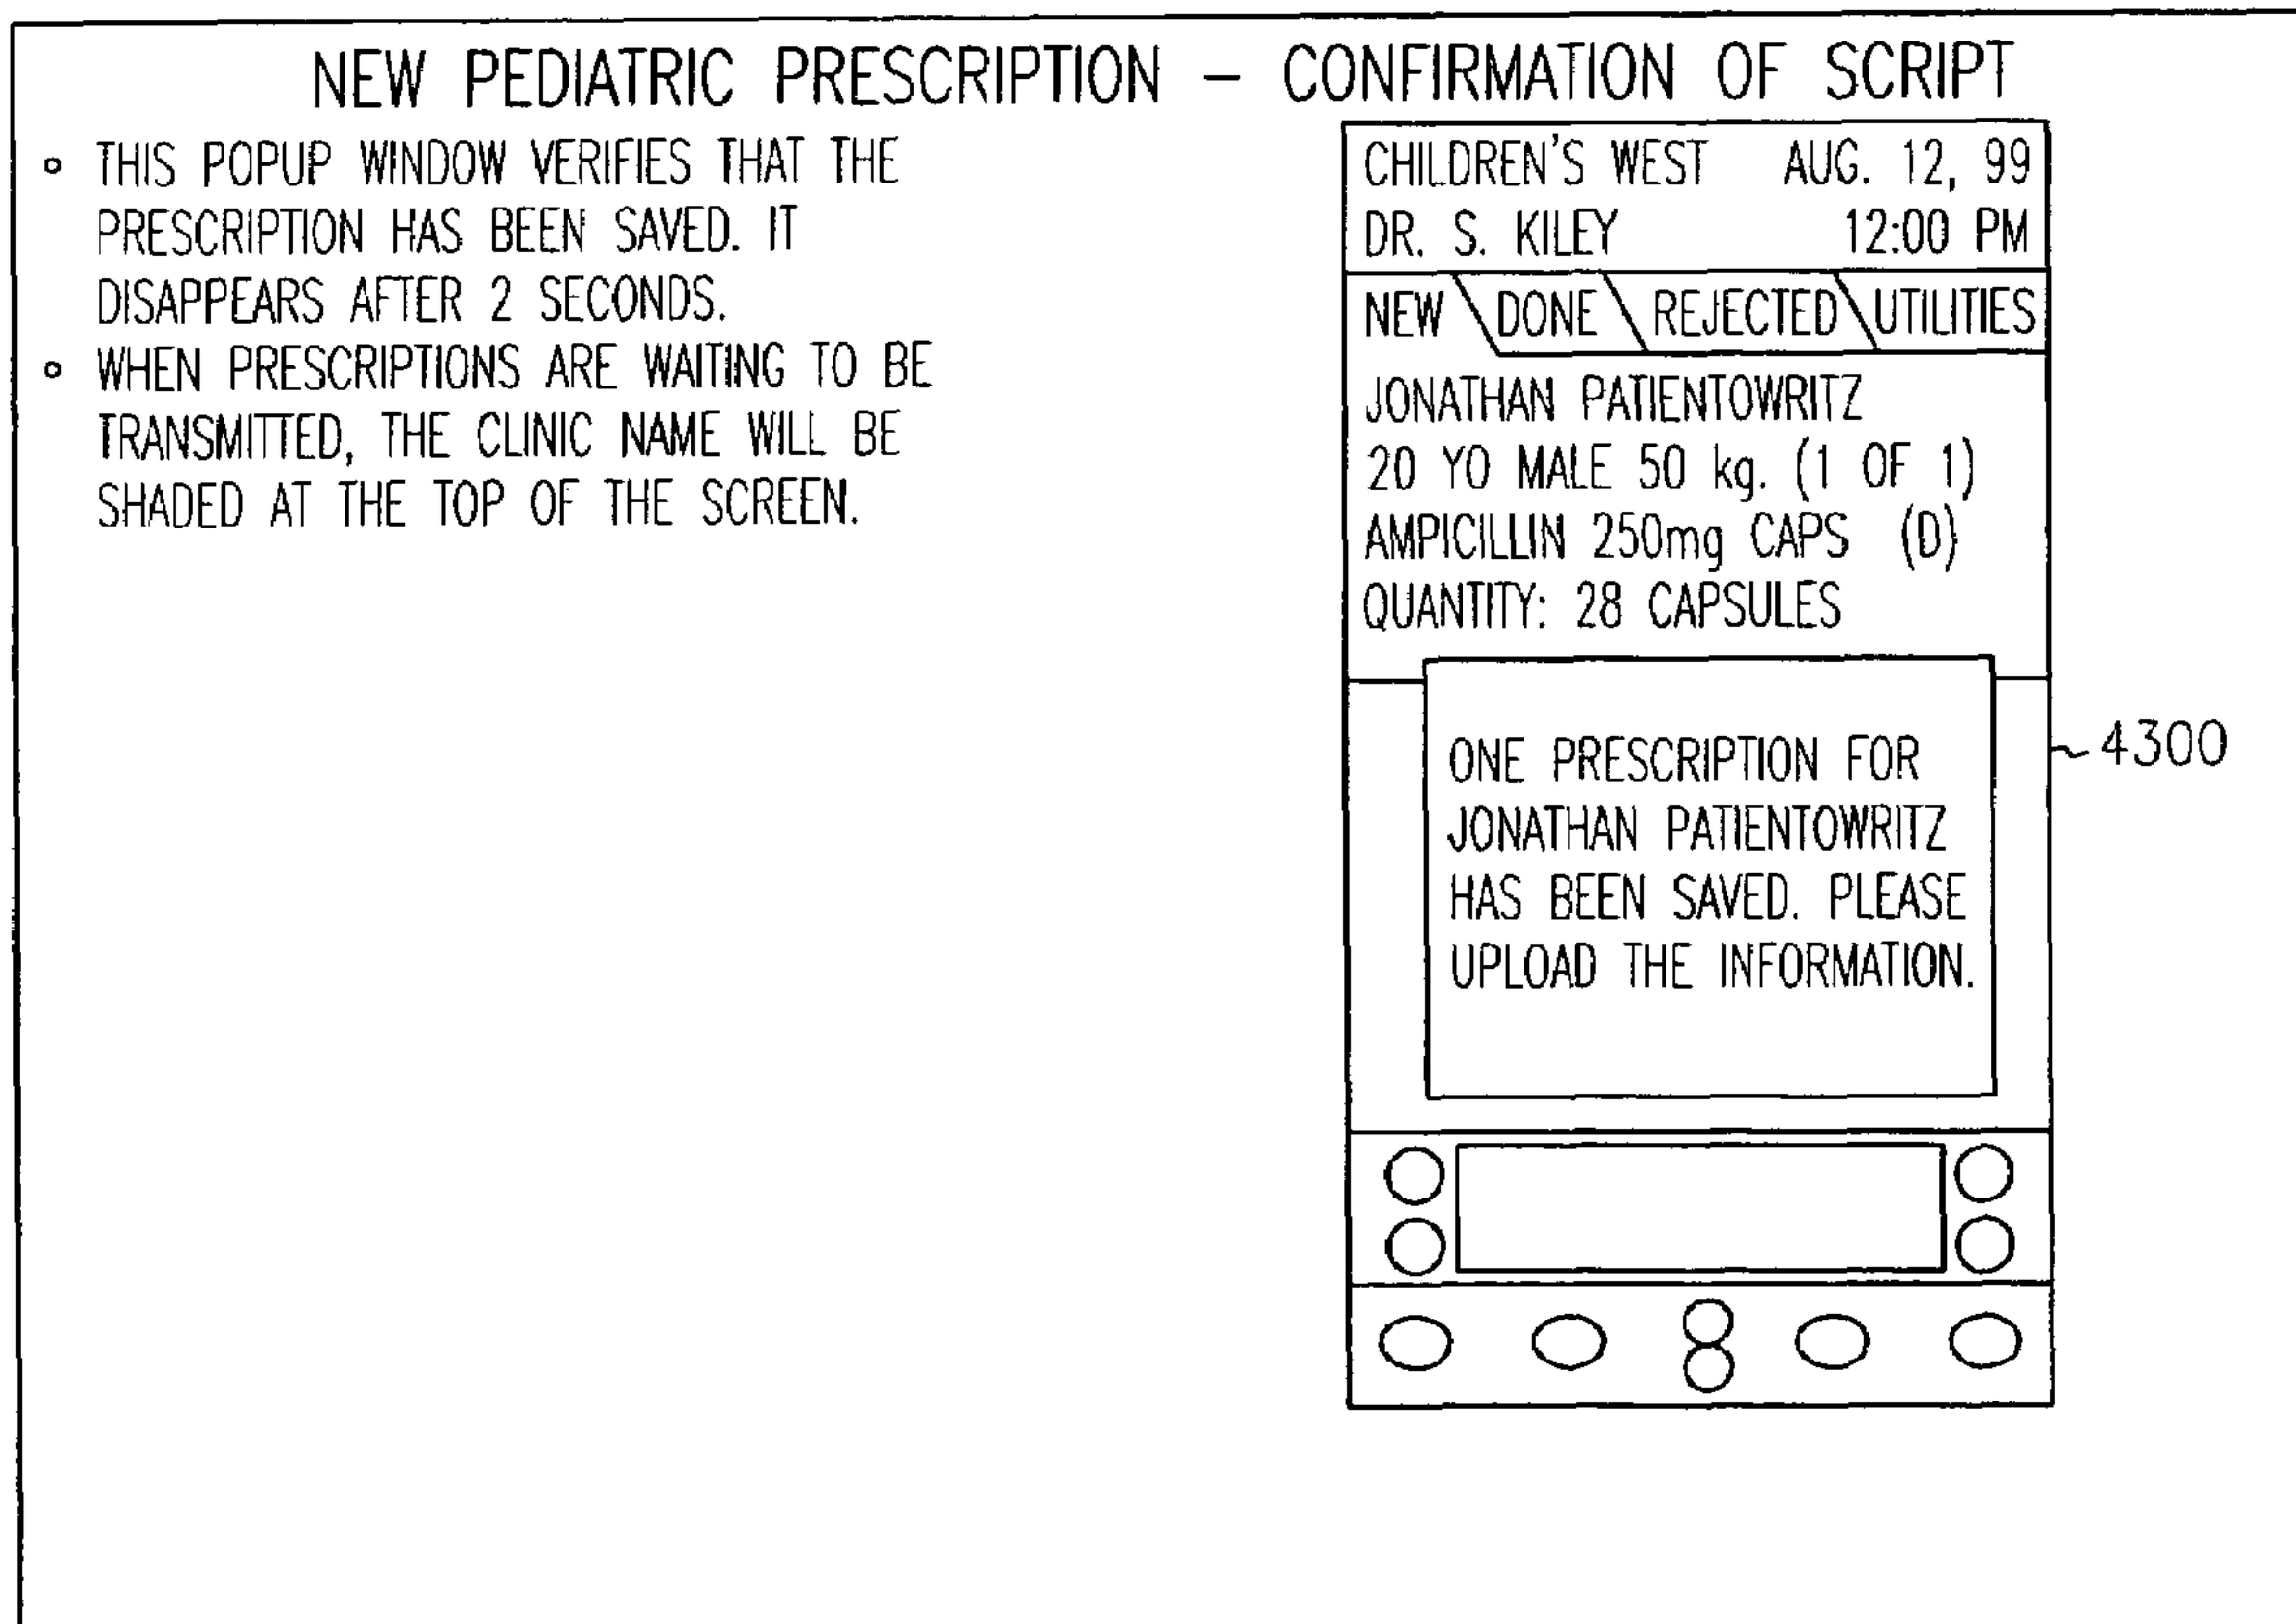 NEW PEDIATRIC PRESCRIPTION – CONFIRMATION OF SCRIPT
∘ THIS POPUP WINDOW VERIFIES THAT THE
PRESCRIPTION HAS BEEN SAVED. IT
DISAPPEARS AFTER 2 SECONDS.
∘ WHEN PRESCRIPTIONS ARE WAITING TO BE
TRANSMITTED, THE CLINIC NAME WILL BE
SHADED AT THE TOP OF THE SCREEN.
CHILDREN'S WEST AUG. 12, 99
DR. S. KILEY 12:00 PM
NEW DONE REJECTED UTILITIES
JONATHAN PATIENTOWRITZ
20 YO MALE 50 kg. (1 OF 1)
AMPICILLIN 250mg CAPS (D)
QUANTITY: 28 CAPSULES
ONE PRESCRIPTION FOR
JONATHAN PATIENTOWRITZ
HAS BEEN SAVED. PLEASE
UPLOAD THE INFORMATION.
4300